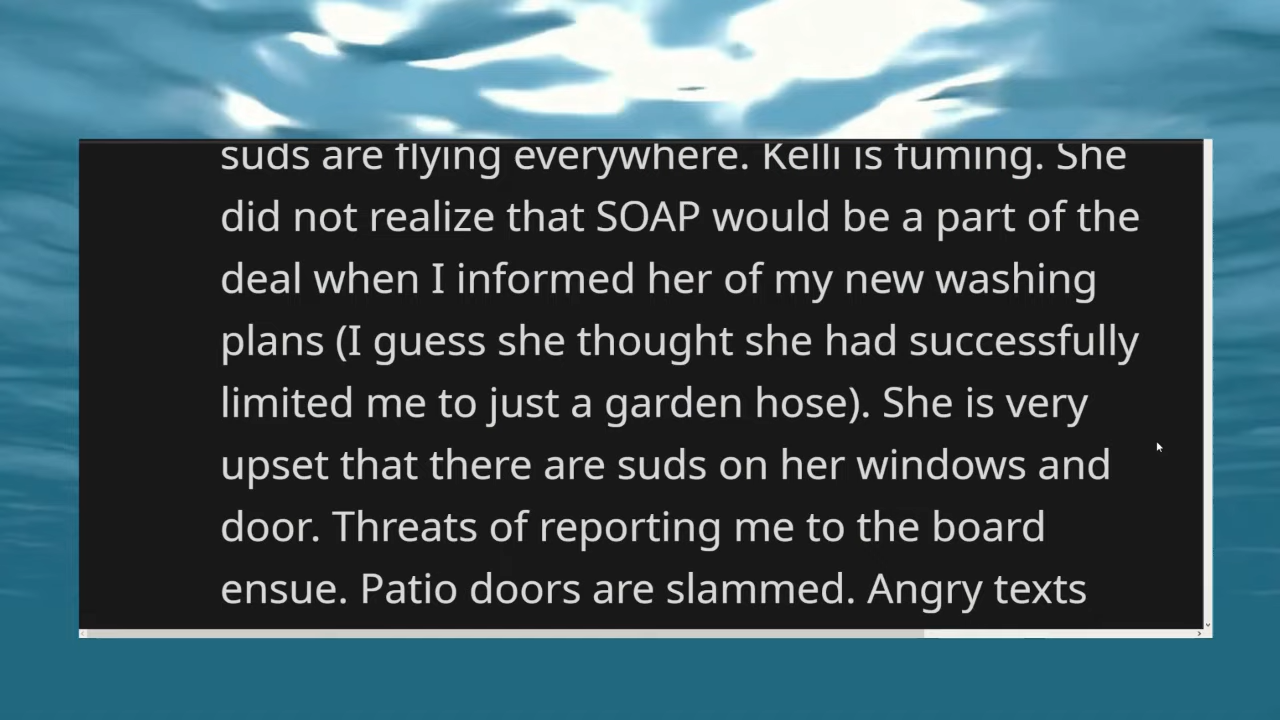 suds are flying everywhere. Kelli is fuming. She
did not realize that SOAP would be a part of the
deal when I informed her of my new washing
plans (I guess she thought she had successfully
limited me to just a garden hose). She is very
upset that there are suds on her windows and
door. Threats of reporting me to the board
ensue. Patio doors are slammed. Angry texts